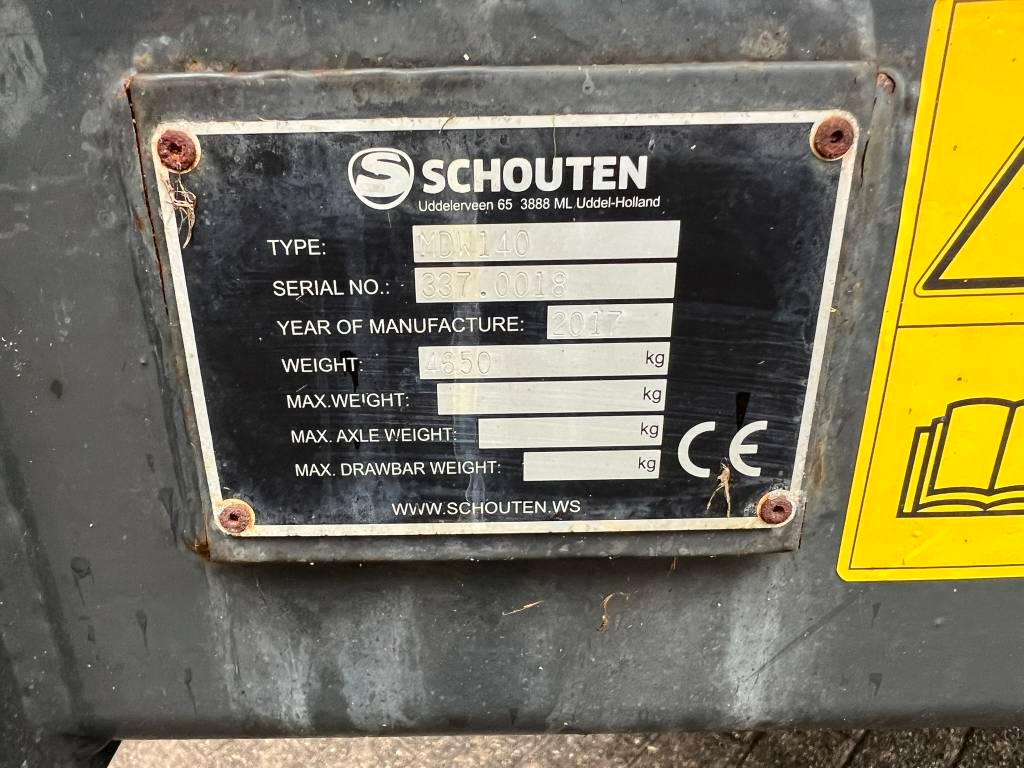 SCHOUTEN
Uddelerveen 65 3888 ML Uddel-Holland
TYPE: MDW140
SERIAL NO.: 337.0018
YEAR OF MANUFACTURE: 2017
WEIGHT: 4650 kg
MAX.WEIGHT: kg
MAX. AXLE WEIGHT: kg
MAX. DRAWBAR WEIGHT: kg
CE
WWW.SCHOUTEN.WS